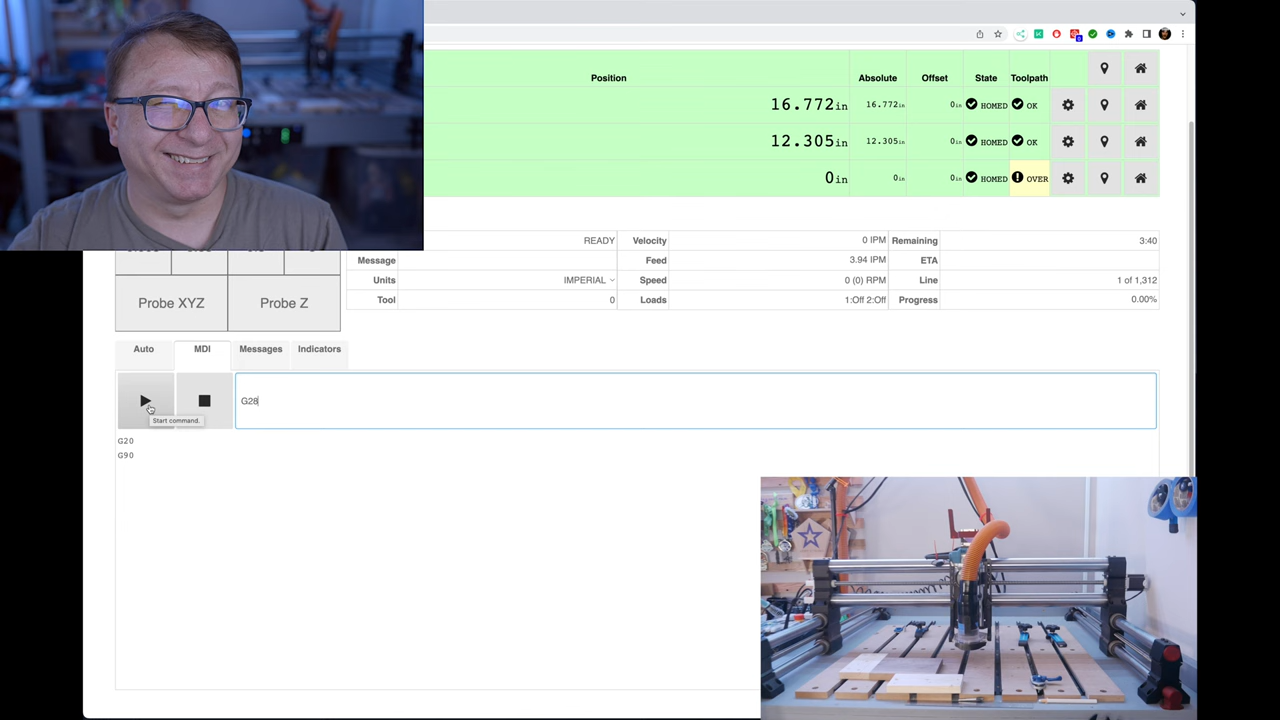 Position Absolute Offset State Toolpath
16.772in 16.772in 0in HOMED OK
12.305in 12.305in 0in HOMED OK
0in 0in 0in HOMED OVER
READY Velocity 0 IPM Remaining 3:40
Message Feed 3.94 IPM ETA
Units IMPERIAL Speed 0 (0) RPM Line 1 of 1,312
Tool 0 Loads 1:Off 2:Off Progress 0.00%
Probe XYZ Probe Z
Auto MDI Messages Indicators
G28
Start command.
G20
G90